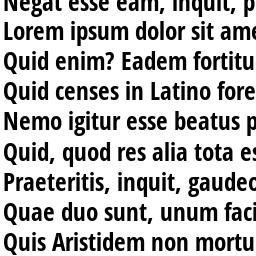 Negat esse eam, inquit, p
Lorem ipsum dolor sit ame
Quid enim? Eadem fortitu
Quid censes in Latino fore
Nemo igitur esse beatus p
Quid, quod res alia tota es
Praeteritis, inquit, gaudeo
Quae duo sunt, unum faci
Quis Aristidem non mortu